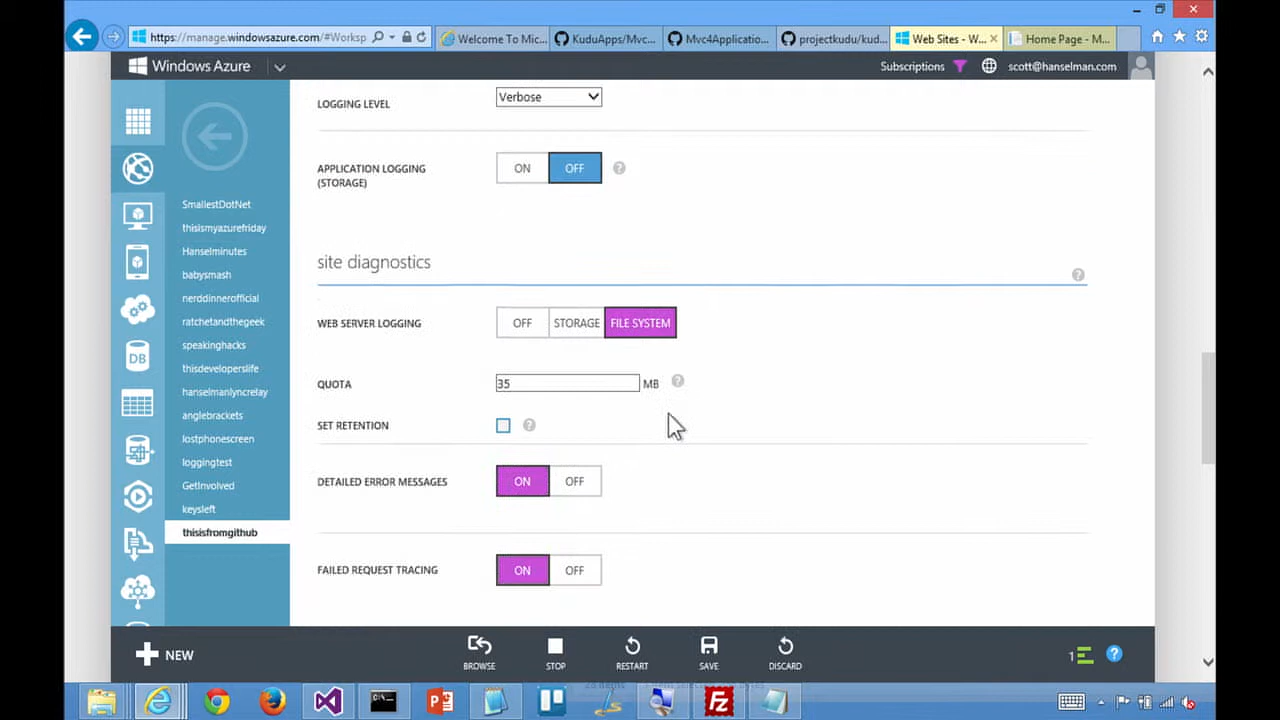 https://manage.windowsazure.com/#Worksp
Welcome To Mic...
KuduApps/Mvc...
Mvc4Applicatio...
projectkudu/kud...
Web Sites - W...
Home Page - M...
Windows Azure
Subscriptions
scott@hanselman.com
SmallestDotNet
thisismyazurefriday
Hanselminutes
babysmash
nerddinnerofficial
ratchetandthegeek
speakinghacks
thisdeveloperslife
hanselmanlyncrelay
anglebrackets
lostphonescreen
loggingtest
GetInvolved
keysleft
thisisfromgithub
DB
LOGGING LEVEL
Verbose
APPLICATION LOGGING
(STORAGE)
ON OFF
?
site diagnostics
?
WEB SERVER LOGGING
OFF STORAGE FILE SYSTEM
QUOTA
35 MB ?
SET RETENTION
?
DETAILED ERROR MESSAGES
ON OFF
FAILED REQUEST TRACING
ON OFF
NEW
BROWSE
STOP
RESTART
SAVE
DISCARD
1
?